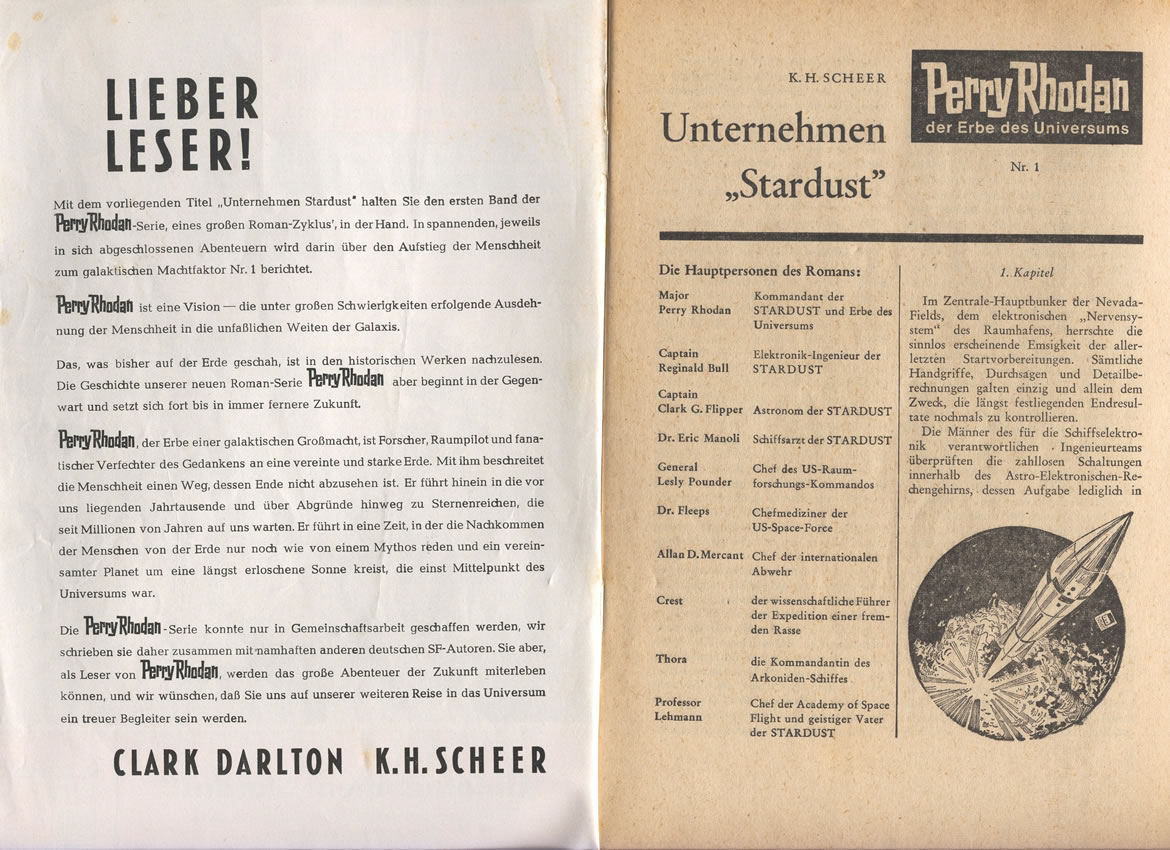 LIEBER
LESER!
Mit dem vorliegenden Titel „Unternehmen Stardust" halten Sie den ersten Band der
Perry Rhodan-Serie, eines großen Roman-Zyklus', in der Hand. In spannenden, jeweils
in sich abgeschlossenen Abenteuern wird darin über den Aufstieg der Menschheit
zum galaktischen Machtfaktor Nr. 1 berichtet.
Perry Rhodan ist eine Vision — die unter großen Schwierigkeiten erfolgende Ausdeh-
nung der Menschheit in die unfaßlichen Weiten der Galaxis.
Das, was bisher auf der Erde geschah, ist in den historischen Werken nachzulesen.
Die Geschichte unserer neuen Roman-Serie Perry Rhodan aber beginnt in der Gegen-
wart und setzt sich fort bis in immer fernere Zukunft.
Perry Rhodan, der Erbe einer galaktischen Großmacht, ist Forscher, Raumpilot und fana-
tischer Verfechter des Gedankens an eine vereinte und starke Erde. Mit ihm beschreitet
die Menschheit einen Weg, dessen Ende nicht abzusehen ist. Er führt hinein in die vor
uns liegenden Jahrtausende und über Abgründe hinweg zu Sternenreichen, die
seit Millionen von Jahren auf uns warten. Er führt in eine Zeit, in der die Nachkommen
der Menschen von der Erde nur noch wie von einem Mythos reden und ein verein-
samter Planet um eine längst erloschene Sonne kreist, die einst Mittelpunkt des
Universums war.
Die Perry Rhodan-Serie konnte nur in Gemeinschaftsarbeit geschaffen werden, wir
schrieben sie daher zusammen mit namhaften anderen deutschen SF-Autoren. Sie aber,
als Leser von Perry Rhodan, werden das große Abenteuer der Zukunft miterleben
können, und wir wünschen, daß Sie uns auf unserer weiteren Reise in das Universum
ein treuer Begleiter sein werden.
CLARK DARLTON K. H. SCHEER
K. H. SCHEER
Unternehmen
„Stardust”
Perry Rhodan
der Erbe des Universums
Nr. 1
Die Hauptpersonen des Romans:
Major
Perry Rhodan
Kommandant der
STARDUST und Erbe des
Universums
Captain
Reginald Bull
Elektronik-Ingenieur der
STARDUST
Captain
Clark G. Flipper Astronom der STARDUST
Dr. Eric Manoli Schiffsarzt der STARDUST
General
Lesly Pounder
Chef des US-Raum-
forschungs-Kommandos
Dr. Fleeps Chefmediziner der
US-Space-Force
Allan D. Mercant Chef der internationalen
Abwehr
Crest der wissenschaftliche Führer
der Expedition einer frem-
den Rasse
Thora die Kommandantin des
Arkoniden-Schiffes
Professor
Lehmann
Chef der Academy of Space
Flight und geistiger Vater
der STARDUST
1. Kapitel
Im Zentrale-Hauptbunker der Nevada-
Fields, dem elektronischen „Nervensy-
stem“ des Raumhafens, herrschte die
sinnlos erscheinende Emsigkeit der aller-
letzten Startvorbereitungen. Sämtliche
Handgriffe, Durchsagen und Detailbe-
rechnungen galten einzig und allein dem
Zweck, die längst festliegenden Endresul-
tate nochmals zu kontrollieren.
Die Männer des für die Schiffselektro-
nik verantwortlichen Ingenieurteams
überprüften die zahllosen Schaltungen
innerhalb des Astro-Elektronischen-Re-
chengehirns, dessen Aufgabe lediglich in